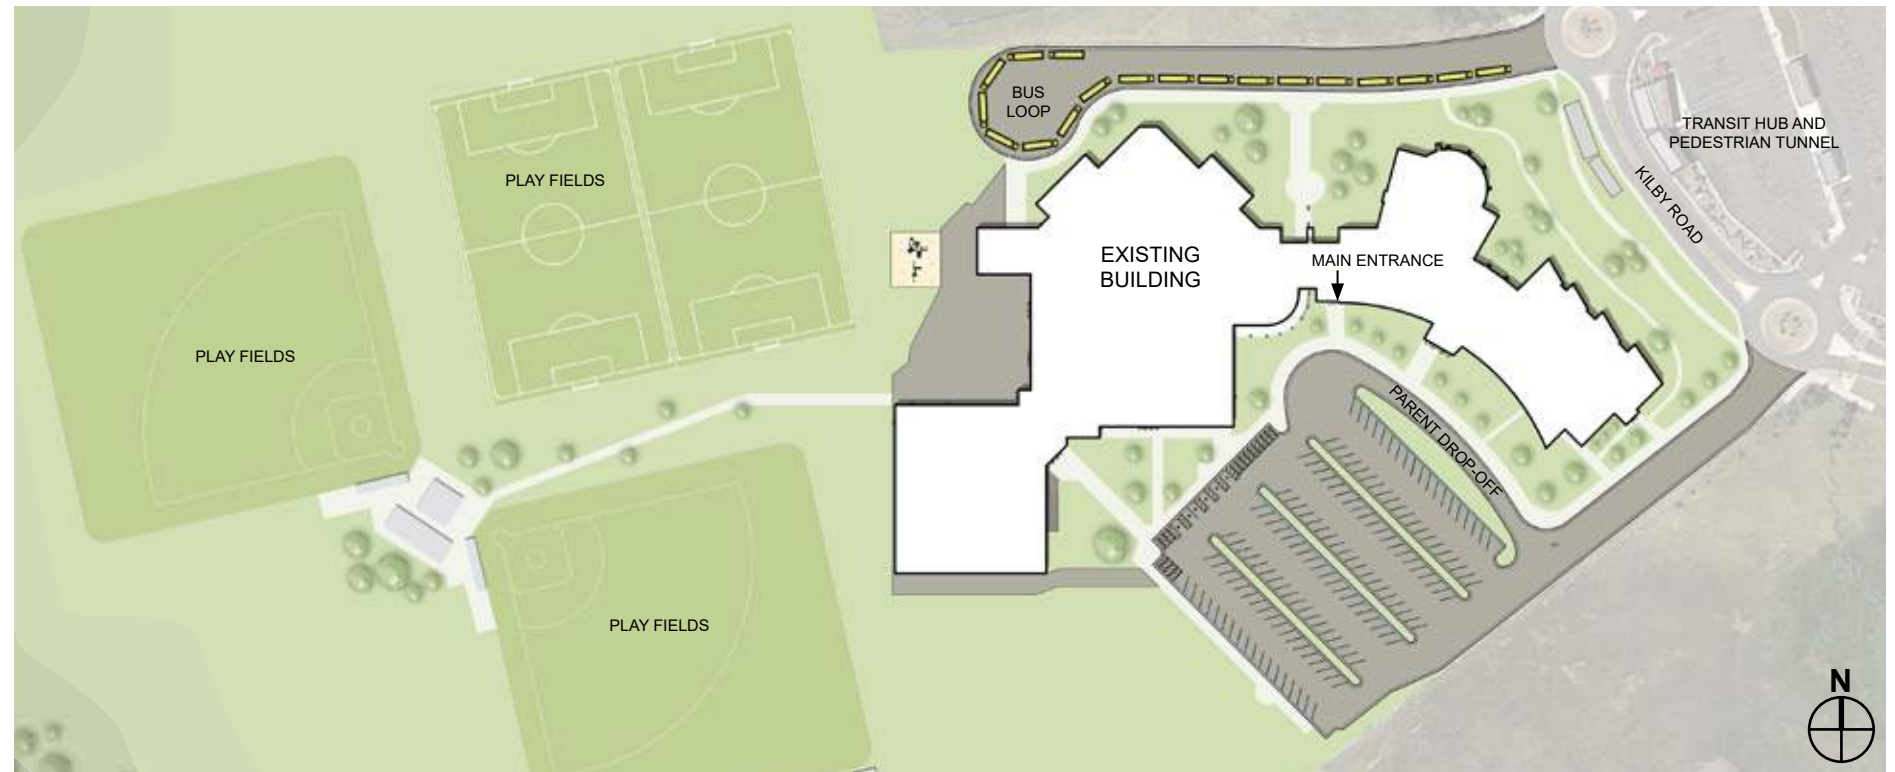 BUS
LOOP
TRANSIT HUB AND
PEDESTRIAN TUNNEL
PLAY FIELDS
KILBY ROAD
EXISTING
BUILDING
MAIN ENTRANCE
PLAY FIELDS
PARENT DROP-OFF
PLAY FIELDS
N